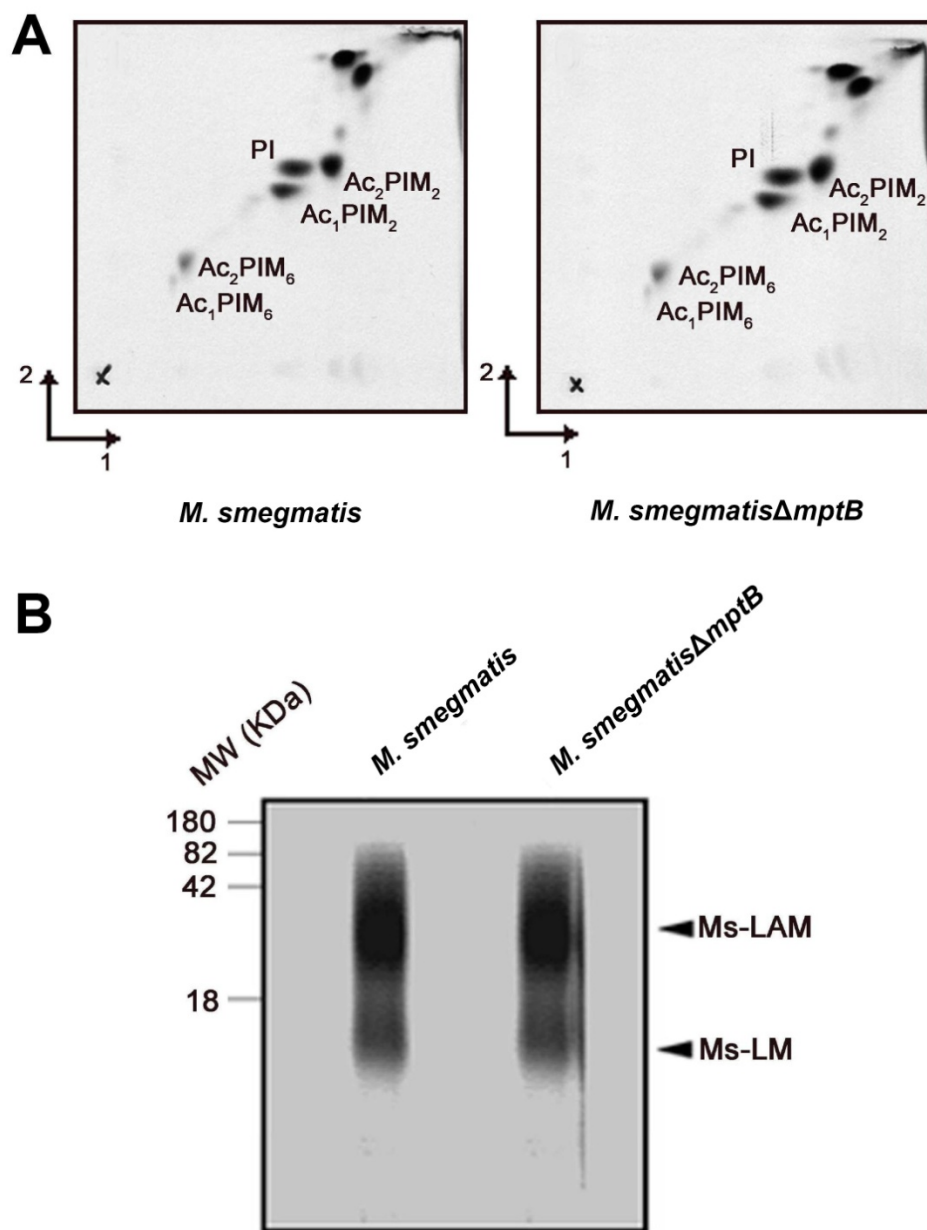 A
PI
Ac₂PIM₂
Ac₁PIM₂
Ac₂PIM₆
Ac₁PIM₆
x
2
1
M. smegmatis
PI
Ac₂PIM₂
Ac₁PIM₂
Ac₂PIM₆
Ac₁PIM₆
x
2
1
M. smegmatisΔmptB
B
MW (KDa)
M. smegmatis
M. smegmatisΔmptB
180
82
42
18
Ms-LAM
Ms-LM